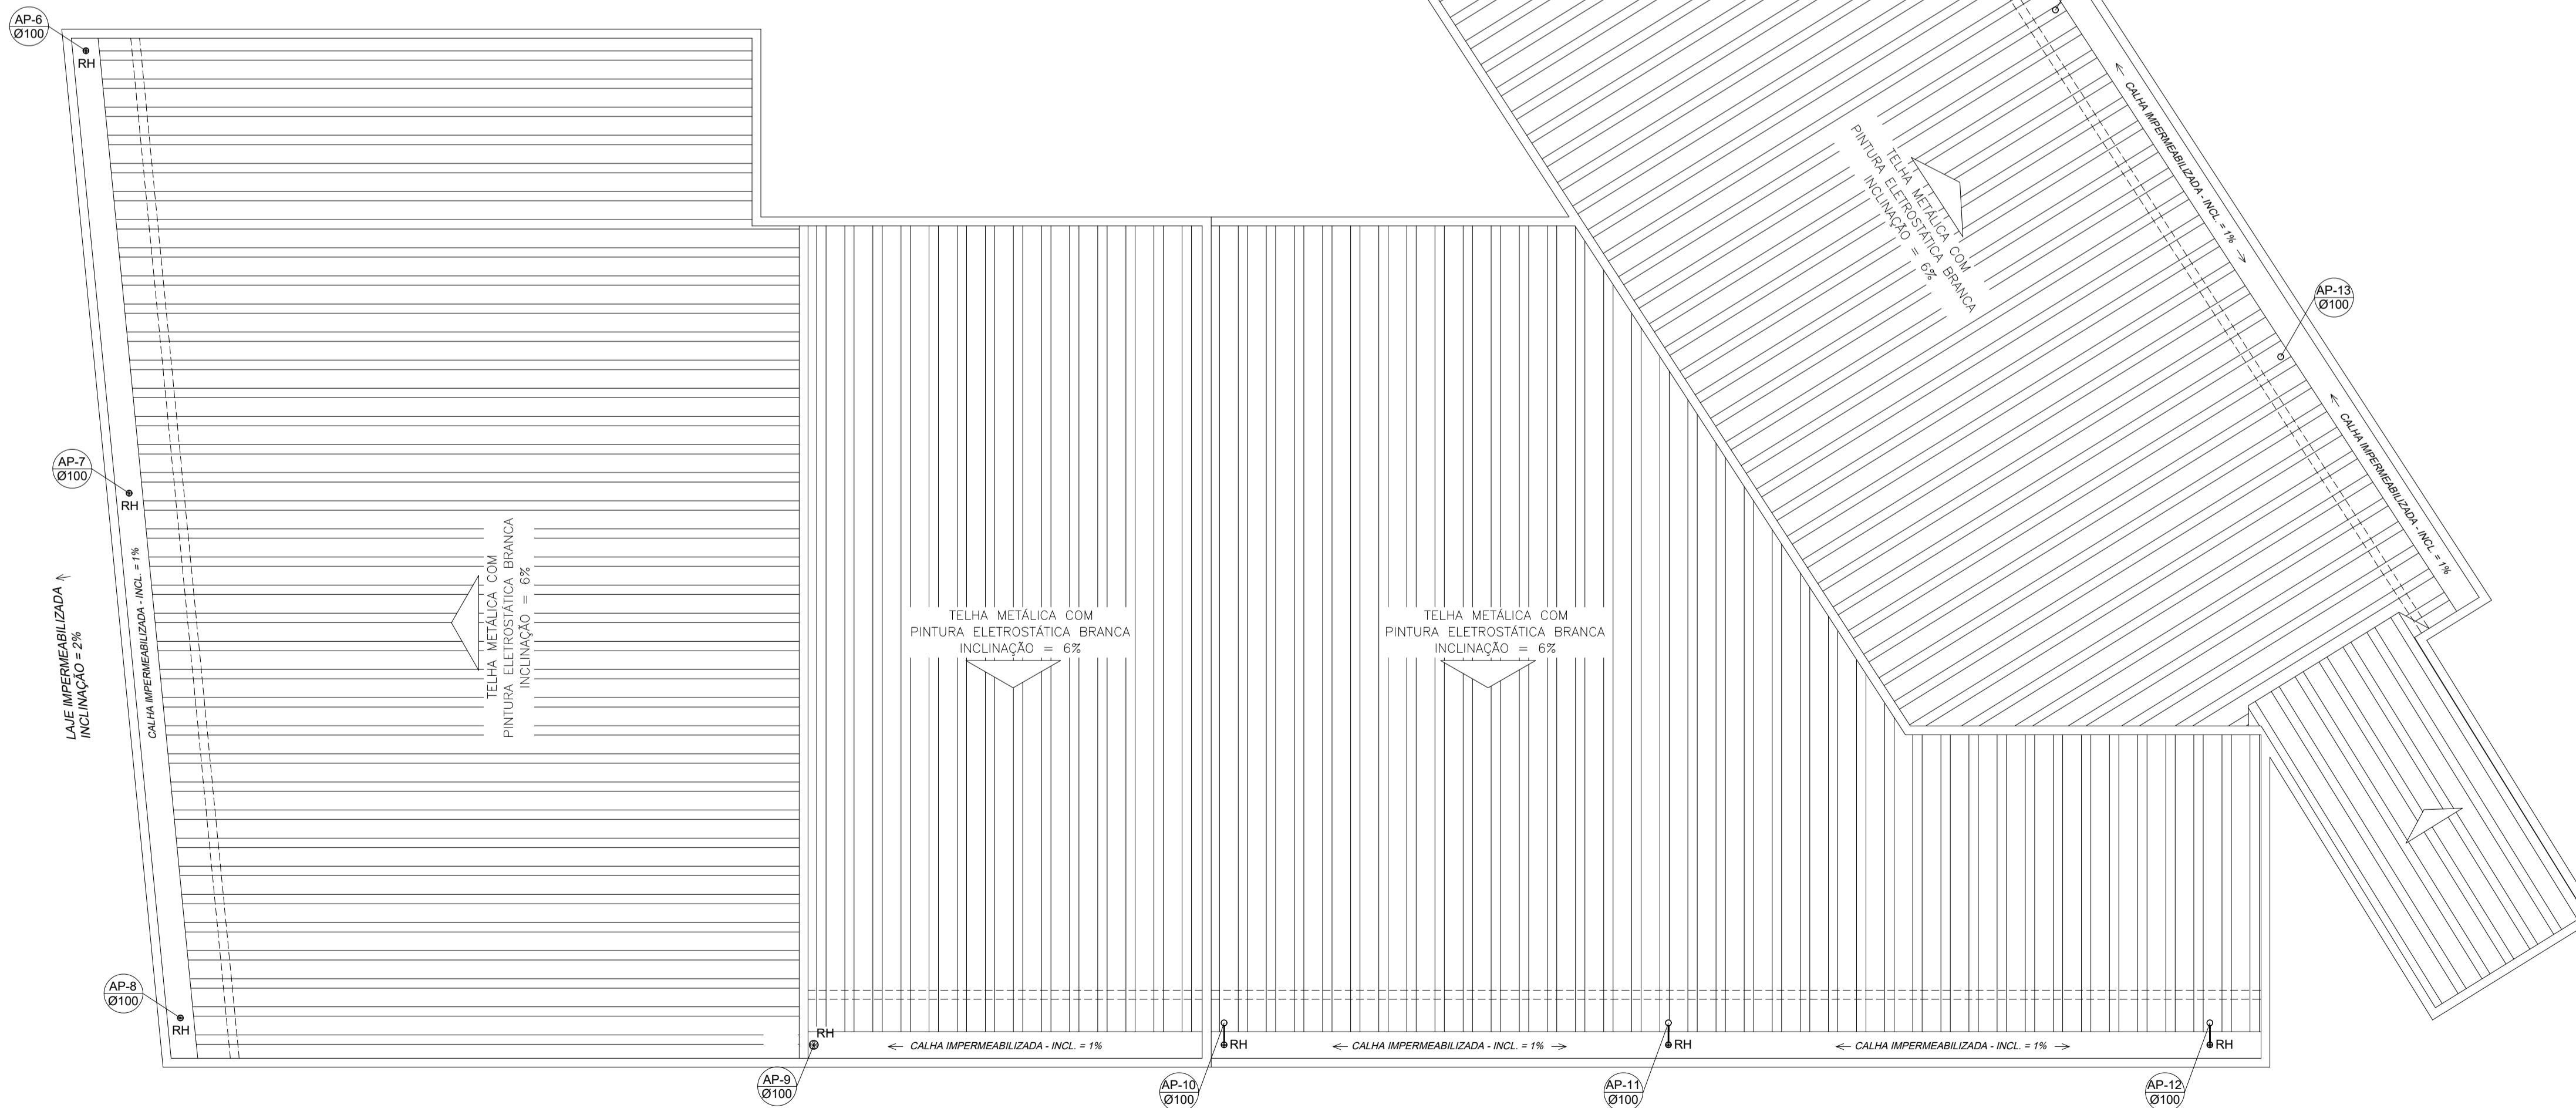 AP-6
Ø100
RH
AP-7
Ø100
RH
LAJE IMPERMEABILIZADA
INCLINAÇÃO = 2%
CALHA IMPERMEABILIZADA - INCL. = 1%
TELHA METÁLICA COM
PINTURA ELETROSTÁTICA BRANCA
INCLINAÇÃO = 6%
AP-8
Ø100
RH
TELHA METÁLICA COM
PINTURA ELETROSTÁTICA BRANCA
INCLINAÇÃO = 6%
TELHA METÁLICA COM
PINTURA ELETROSTÁTICA BRANCA
INCLINAÇÃO = 6%
TELHA METÁLICA COM
PINTURA ELETROSTÁTICA BRANCA
INCLINAÇÃO = 6%
CALHA IMPERMEABILIZADA - INCL. = 1%
AP-13
Ø100
CALHA IMPERMEABILIZADA - INCL. = 1%
RH
CALHA IMPERMEABILIZADA - INCL. = 1%
RH
CALHA IMPERMEABILIZADA - INCL. = 1%
RH
CALHA IMPERMEABILIZADA - INCL. = 1%
RH
AP-9
Ø100
AP-10
Ø100
AP-11
Ø100
AP-12
Ø100